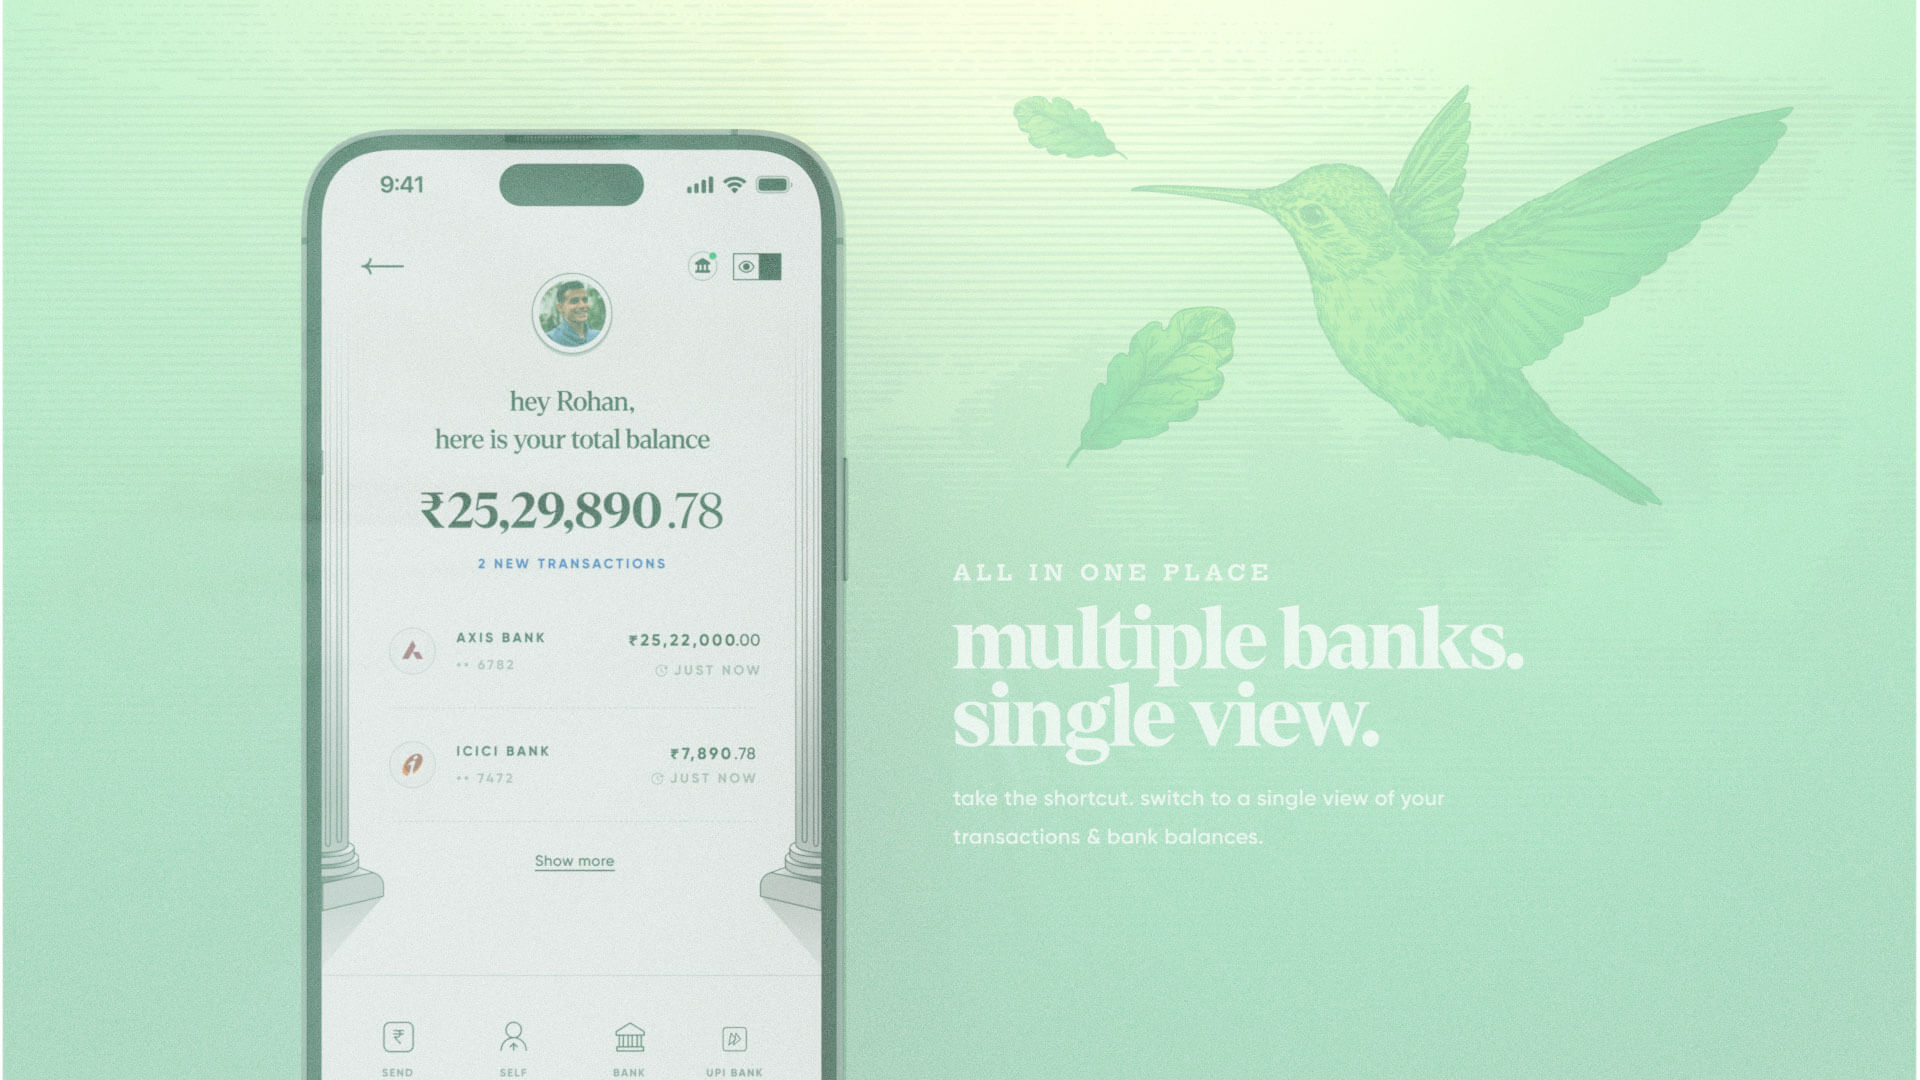 9:41
hey Rohan,
here is your total balance
₹25,29,890.78
2 NEW TRANSACTIONS
AXIS BANK
₹25,22,000.00
•• 6782
JUST NOW
ICICI BANK
₹7,890.78
•• 7472
JUST NOW
Show more
SEND
SELF
BANK
UPI BANK
ALL IN ONE PLACE
multiple banks.
single view.
take the shortcut. switch to a single view of your
transactions & bank balances.